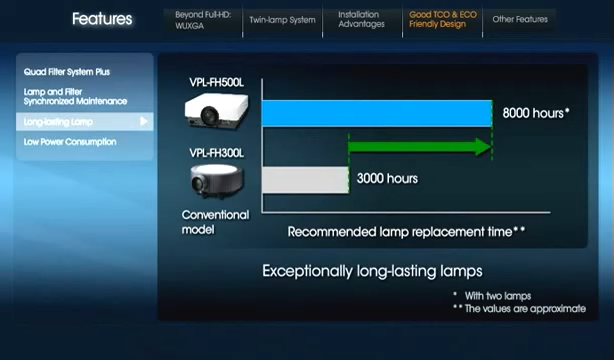 Features
Beyond Full-HD:
WUXGA
Twin-lamp System
Installation
Advantages
Good TCO & ECO
Friendly Design
Other Features
Quad Filter System Plus
Lamp and Filter
Synchronized Maintenance
Long-lasting Lamp
Low Power Consumption
VPL-FH500L
8000 hours*
VPL-FH300L
3000 hours
Conventional
model
Recommended lamp replacement time**
Exceptionally long-lasting lamps
* With two lamps
** The values are approximate